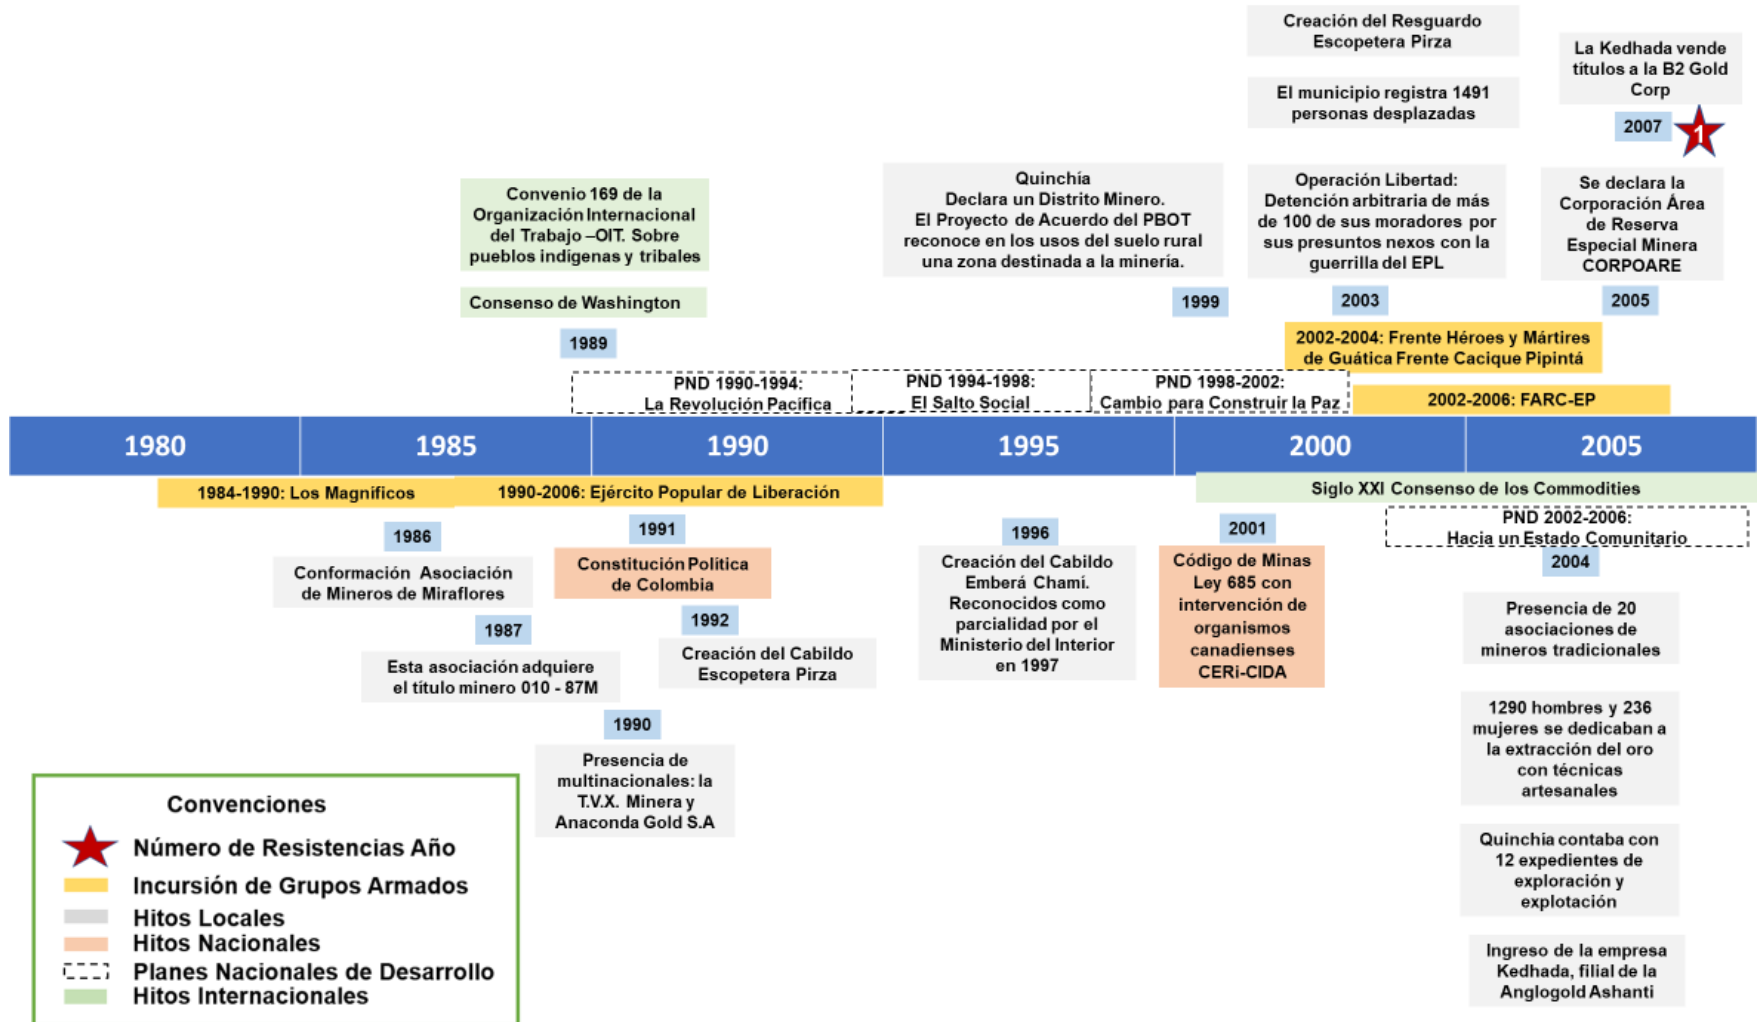 Creación del Resguardo
Escopetera Pirza
El municipio registra 1491
personas desplazadas
La Kedhada vende
títulos a la B2 Gold
Corp
2007
1
Convenio 169 de la
Organización Internacional
del Trabajo –OIT. Sobre
pueblos indígenas y tribales
Consenso de Washington
1989
Quinchía
Declara un Distrito Minero.
El Proyecto de Acuerdo del PBOT
reconoce en los usos del suelo rural
una zona destinada a la minería.
1999
Operación Libertad:
Detención arbitraria de más
de 100 de sus moradores por
sus presuntos nexos con la
guerrilla del EPL
2003
Se declara la
Corporación Área
de Reserva
Especial Minera
CORPOARE
2005
2002-2004: Frente Héroes y Mártires
de Guática Frente Cacique Pipintá
PND 1990-1994:
La Revolución Pacífica
PND 1994-1998:
El Salto Social
PND 1998-2002:
Cambio para Construir la Paz
2002-2006: FARC-EP
1980
1985
1990
1995
2000
2005
1984-1990: Los Magníficos
1990-2006: Ejército Popular de Liberación
Siglo XXI Consenso de los Commodities
PND 2002-2006:
Hacia un Estado Comunitario
1986
Conformación Asociación
de Mineros de Miraflores
1987
Esta asociación adquiere
el título minero 010 - 87M
1991
Constitución Política
de Colombia
1992
Creación del Cabildo
Escopetera Pirza
1990
Presencia de
multinacionales: la
T.V.X. Minera y
Anaconda Gold S.A
1996
Creación del Cabildo
Emberá Chamí.
Reconocidos como
parcialidad por el
Ministerio del Interior
en 1997
2001
Código de Minas
Ley 685 con
intervención de
organismos
canadienses
CERi-CIDA
2004
Presencia de 20
asociaciones de
mineros tradicionales
1290 hombres y 236
mujeres se dedicaban a
la extracción del oro
con técnicas
artesanales
Quinchía contaba con
12 expedientes de
exploración y
explotación
Ingreso de la empresa
Kedhada, filial de la
Anglogold Ashanti
Convenciones
Número de Resistencias Año
Incursión de Grupos Armados
Hitos Locales
Hitos Nacionales
Planes Nacionales de Desarrollo
Hitos Internacionales